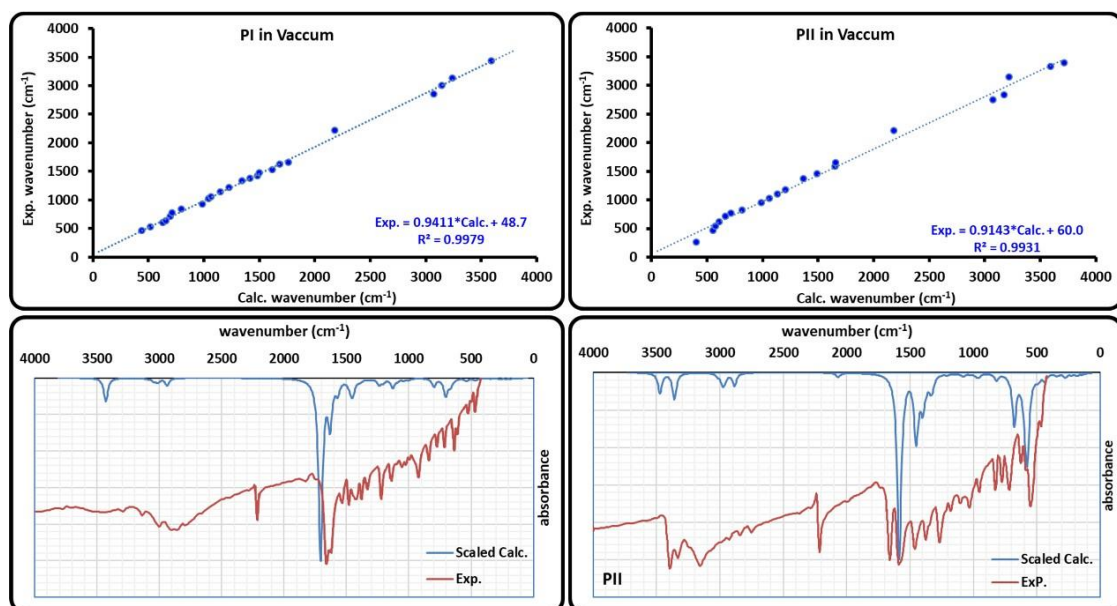 PI in Vaccum
4000
3500
3000
2500
2000
1500
1000
500
0
Exp. wavenumber (cm-1)
Exp. = 0.9411*Calc. + 48.7
R² = 0.9979
0 500 1000 1500 2000 2500 3000 3500 4000
Calc. wavenumber (cm-1)
PII in Vaccum
4000
3500
3000
2500
2000
1500
1000
500
0
Exp. wavenumber (cm-1)
Exp. = 0.9143*Calc. + 60.0
R² = 0.9931
0 500 1000 1500 2000 2500 3000 3500 4000
Calc. wavenumber (cm-1)
wavenumber (cm-1)
4000 3500 3000 2500 2000 1500 1000 500 0
absorbance
Scaled Calc.
Exp.
wavenumber (cm-1)
4000 3500 3000 2500 2000 1500 1000 500 0
absorbance
Scaled Calc.
ExP.
PII